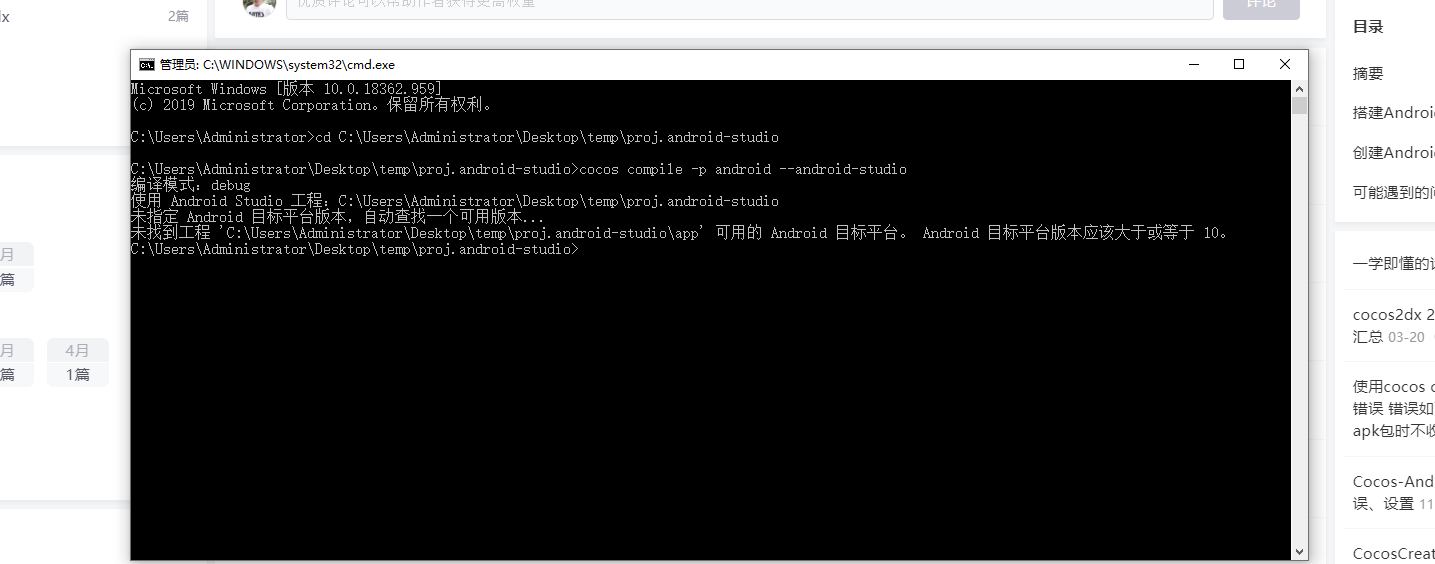 dx
2篇
优质评论可以帮助作者获得更高权重
评论
月
篇
月
篇
4月
1篇
管理员: C:\WINDOWS\system32\cmd.exe
Microsoft Windows [版本 10.0.18362.959]
(c) 2019 Microsoft Corporation。保留所有权利。
C:\Users\Administrator>cd C:\Users\Administrator\Desktop\temp\proj.android-studio
C:\Users\Administrator\Desktop\temp\proj.android-studio>cocos compile -p android --android-studio
编译模式：debug
使用 Android Studio 工程：C:\Users\Administrator\Desktop\temp\proj.android-studio
未指定 Android 目标平台版本，自动查找一个可用版本...
未找到工程 'C:\Users\Administrator\Desktop\temp\proj.android-studio\app' 可用的 Android 目标平台。 Android 目标平台版本应该大于或等于 10。
C:\Users\Administrator\Desktop\temp\proj.android-studio>
目录
摘要
搭建Androi
创建Androi
可能遇到的问
一学即懂的计
cocos2dx 2
汇总 03-20
使用cocos c
错误 错误如
apk包时不收
Cocos-And
误、设置 11
CocosCreat